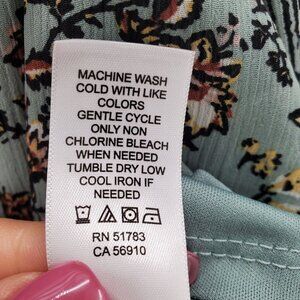 MACHINE WASH
COLD WITH LIKE
COLORS
GENTLE CYCLE
ONLY NON
CHLORINE BLEACH
WHEN NEEDED
TUMBLE DRY LOW
COOL IRON IF
NEEDED
RN 51783
CA 56910